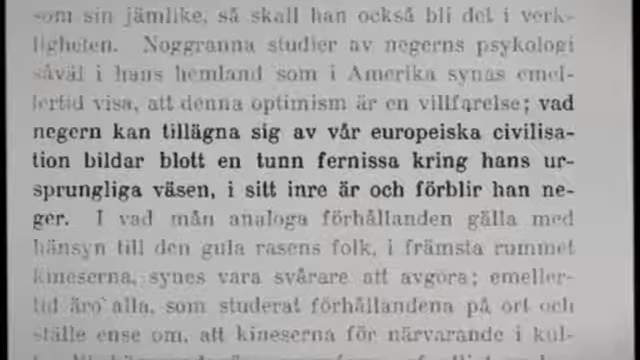 som sin jämlike, så skall han också bli det i verk-
ligheten. Noggranna studier av negerns psykologi
såväl i hans hemland som i Amerika synas emel-
lertid visa, att denna optimism är en villfarelse; vad
negern kan tillägna sig av vår europeiska civilisa-
tion bildar blott en tunn fernissa kring hans ur-
sprungliga väsen, i sitt inre är och förblir han ne-
ger. I vad mån analoga förhållanden gälla med
hänsyn till den gula rasens folk, i främsta rummet
kineserna, synes vara svårare att avgöra; emeller-
tid äro alla, som studerat förhållandena på ort och
ställe ense om, att kineserna för närvarande i kul-